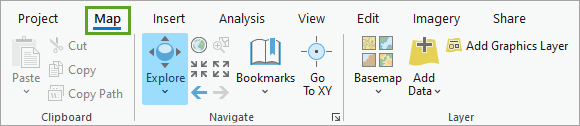 Project Map Insert Analysis View Edit Imagery Share
Paste
Cut
Copy
Copy Path
Clipboard
Explore
Bookmarks
Go
To XY
Navigate
Basemap
Add
Data
Add Graphics Layer
Layer